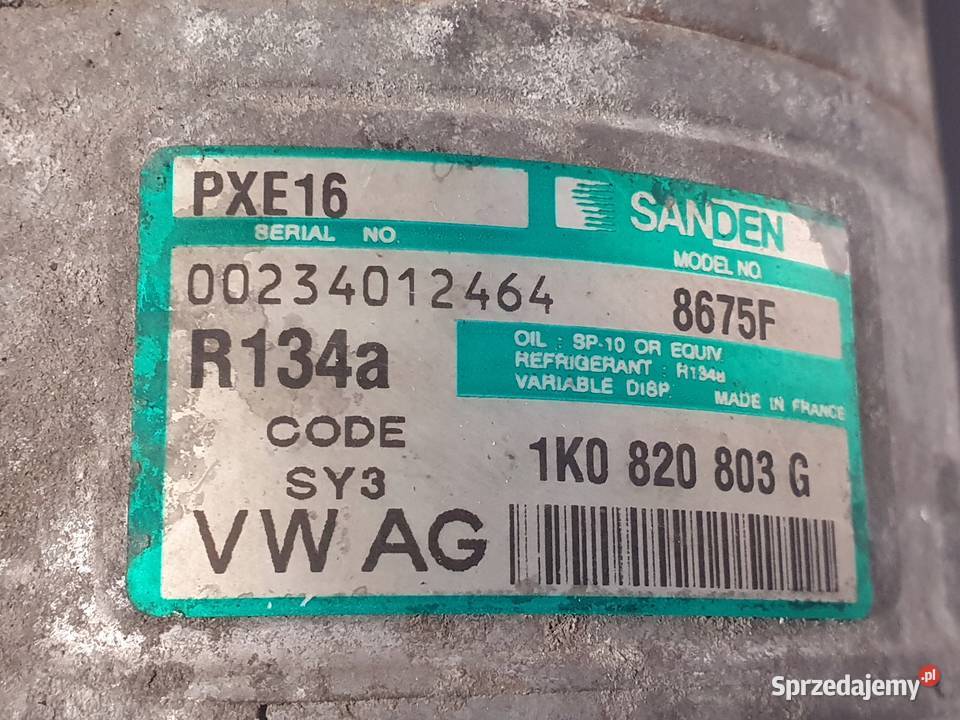 PXE16
SANDEN
SERIAL NO.
MODEL NO.
00234012464
8675F
R134a
OIL : SP-10 OR EQUIV.
REFRIGERANT : R134a
VARIABLE DISP.
MADE IN FRANCE
CODE
SY3
1K0 820 803 G
VW AG
Sprzedajemy.pl